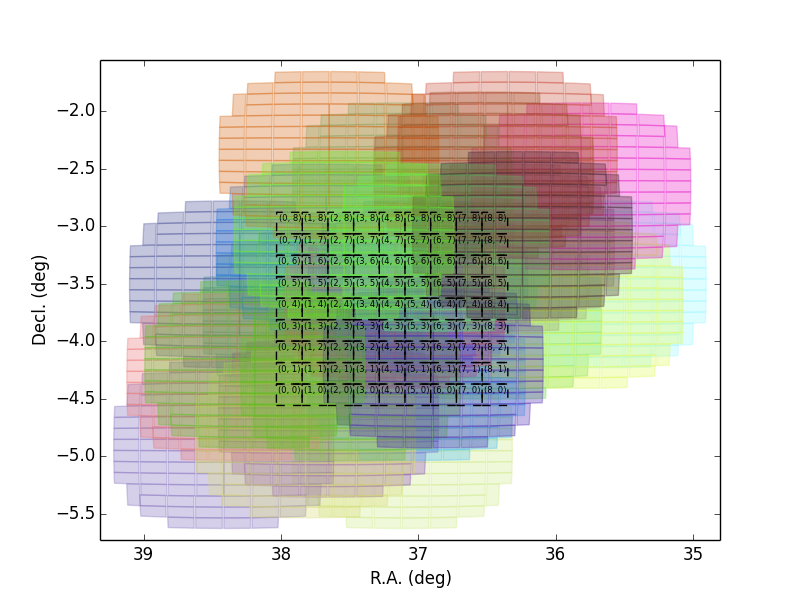 −2.0
−2.5
−3.0
−3.5
−4.0
−4.5
−5.0
−5.5
Decl. (deg)
(0, 8) (1, 8) (2, 8) (3, 8) (4, 8) (5, 8) (6, 8) (7, 8) (8, 8)
(0, 7) (1, 7) (2, 7) (3, 7) (4, 7) (5, 7) (6, 7) (7, 7) (8, 7)
(0, 6) (1, 6) (2, 6) (3, 6) (4, 6) (5, 6) (6, 6) (7, 6) (8, 6)
(0, 5) (1, 5) (2, 5) (3, 5) (4, 5) (5, 5) (6, 5) (7, 5) (8, 5)
(0, 4) (1, 4) (2, 4) (3, 4) (4, 4) (5, 4) (6, 4) (7, 4) (8, 4)
(0, 3) (1, 3) (2, 3) (3, 3) (4, 3) (5, 3) (6, 3) (7, 3) (8, 3)
(0, 2) (1, 2) (2, 2) (3, 2) (4, 2) (5, 2) (6, 2) (7, 2) (8, 2)
(0, 1) (1, 1) (2, 1) (3, 1) (4, 1) (5, 1) (6, 1) (7, 1) (8, 1)
(0, 0) (1, 0) (2, 0) (3, 0) (4, 0) (5, 0) (6, 0) (7, 0) (8, 0)
39 38 37 36 35
R.A. (deg)